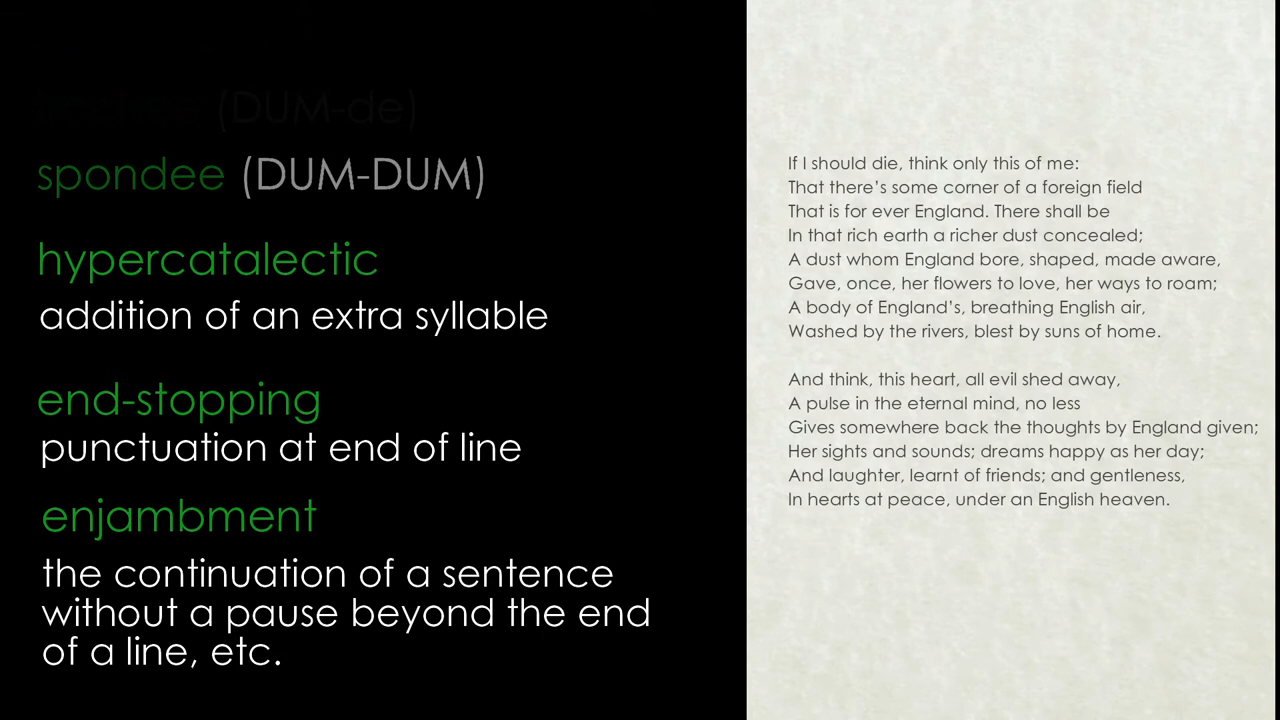 (DUM-de)
spondee (DUM-DUM)
hypercatalectic
addition of an extra syllable
end-stopping
punctuation at end of line
enjambment
the continuation of a sentence
without a pause beyond the end
of a line, etc.
If I should die, think only this of me:
That there's some corner of a foreign field
That is for ever England. There shall be
In that rich earth a richer dust concealed;
A dust whom England bore, shaped, made aware,
Gave, once, her flowers to love, her ways to roam;
A body of England's, breathing English air,
Washed by the rivers, blest by suns of home.
And think, this heart, all evil shed away,
A pulse in the eternal mind, no less
Gives somewhere back the thoughts by England given;
Her sights and sounds; dreams happy as her day;
And laughter, learnt of friends; and gentleness,
In hearts at peace, under an English heaven.